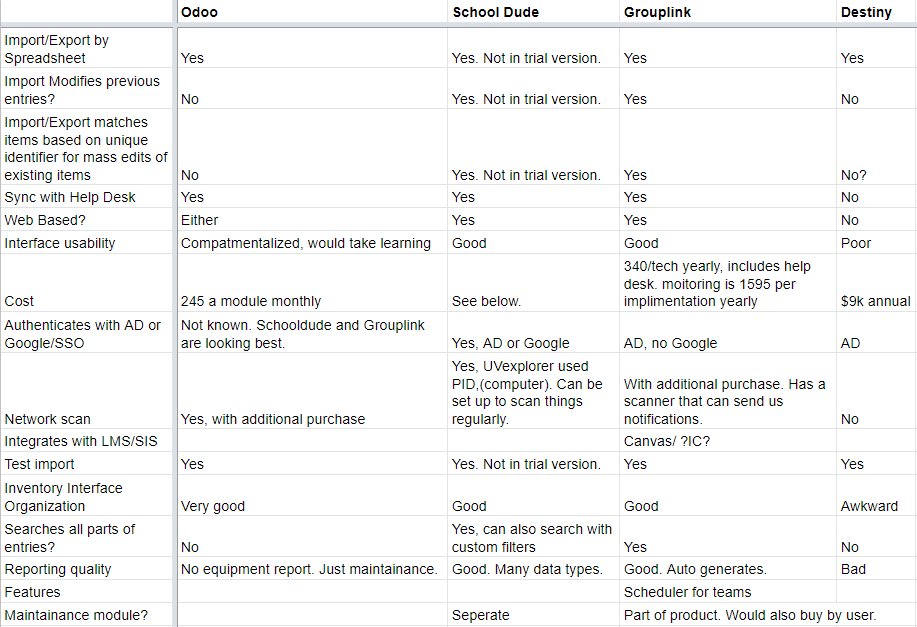 Odoo School Dude Grouplink Destiny
Import/Export by
Spreadsheet Yes Yes. Not in trial version. Yes Yes
Import Modifies previous
entries? No Yes. Not in trial version. Yes No
Import/Export matches
items based on unique
identifier for mass edits of
existing items No Yes. Not in trial version. Yes No?
Sync with Help Desk Yes Yes Yes No
Web Based? Either Yes Yes No
Interface usability Compatmentalized, would take learning Good Good Poor
340/tech yearly, includes help
desk. moitoring is 1595 per
Cost 245 a module monthly See below. implimentation yearly $9k annual
Authenticates with AD or Not known. Schooldude and Grouplink
Google/SSO are looking best. Yes, AD or Google AD, no Google AD
Yes, UVexplorer used
PID,(computer). Can be With additional purchase. Has a
set up to scan things scanner that can send us
Network scan Yes, with additional purchase regularly. notifications. No
Integrates with LMS/SIS Canvas/ ?IC?
Test import Yes Yes. Not in trial version. Yes Yes
Inventory Interface
Organization Very good Good Good Awkward
Searches all parts of Yes, can also search with
entries? No custom filters Yes No
Reporting quality No equipment report. Just maintainance. Good. Many data types. Good. Auto generates. Bad
Features Scheduler for teams
Maintainance module? Seperate Part of product. Would also buy by user.